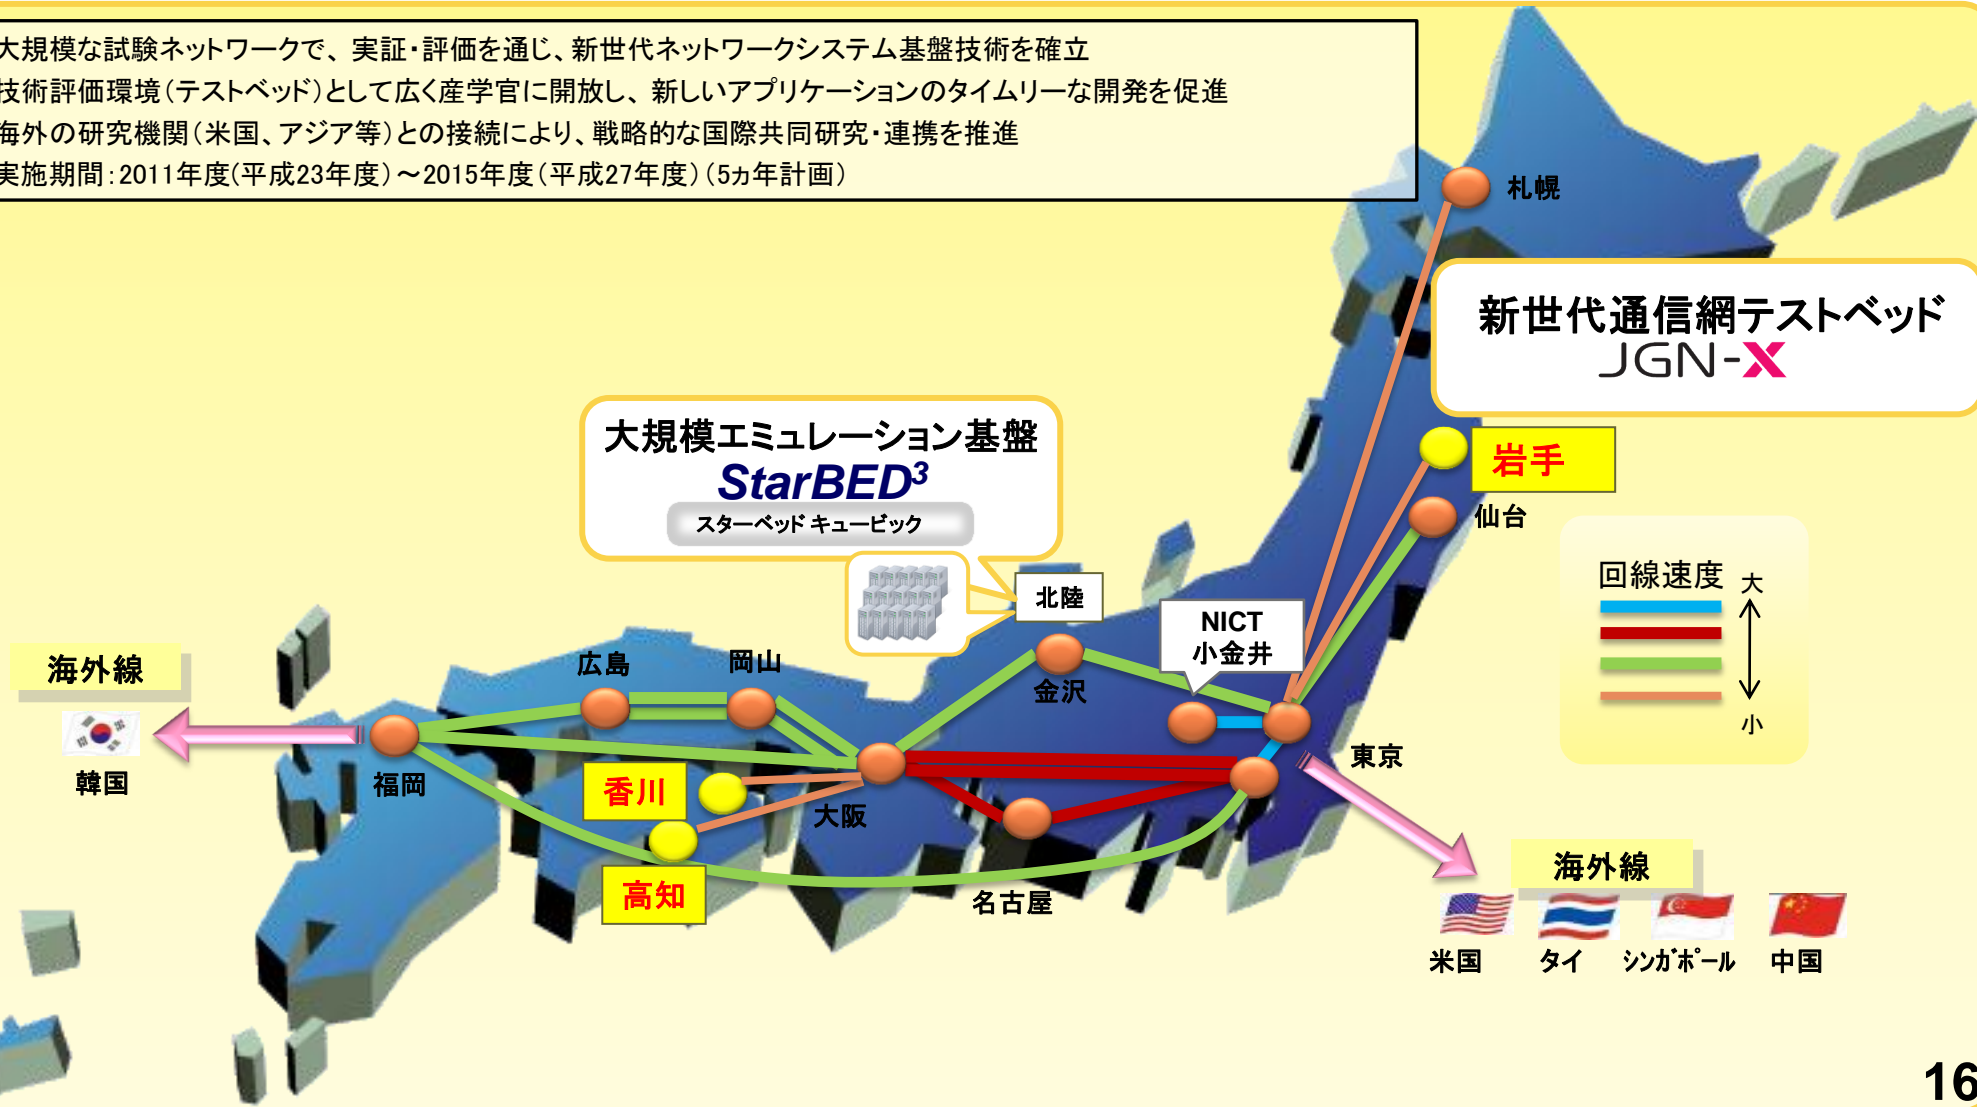 大規模な試験ネットワークで、実証・評価を通じ、新世代ネットワークシステム基盤技術を確立
技術評価環境（テストベッド）として広く産学官に開放し、新しいアプリケーションのタイムリーな開発を促進
海外の研究機関（米国、アジア等）との接続により、戦略的な国際共同研究・連携を推進
実施期間：2011年度(平成23年度）～2015年度（平成27年度）（5ヵ年計画）
札幌
新世代通信網テストベッド
JGN-X
大規模エミュレーション基盤
StarBED³
スターベッド キュービック
岩手
仙台
回線速度
大
小
北陸
NICT
小金井
海外線
韓国
広島
岡山
金沢
東京
福岡
香川
大阪
高知
名古屋
海外線
米国
タイ
シンガポール
中国
16